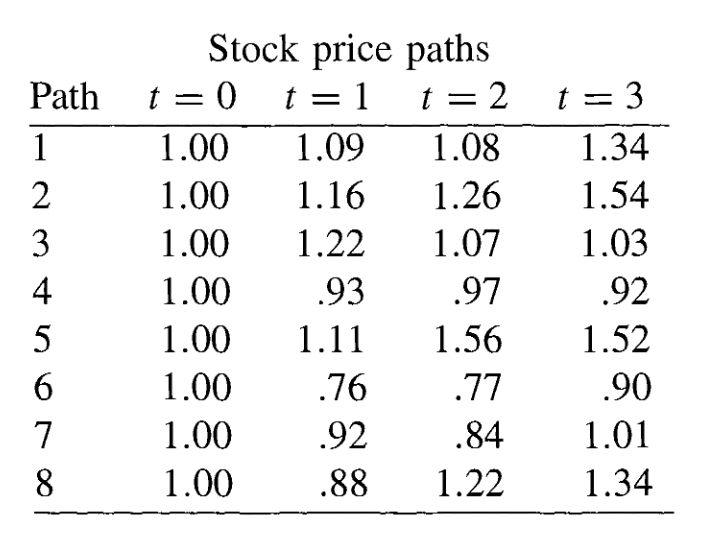 Stock price paths
Path t = 0 t = 1 t = 2 t = 3
1 1.00 1.09 1.08 1.34
2 1.00 1.16 1.26 1.54
3 1.00 1.22 1.07 1.03
4 1.00 .93 .97 .92
5 1.00 1.11 1.56 1.52
6 1.00 .76 .77 .90
7 1.00 .92 .84 1.01
8 1.00 .88 1.22 1.34